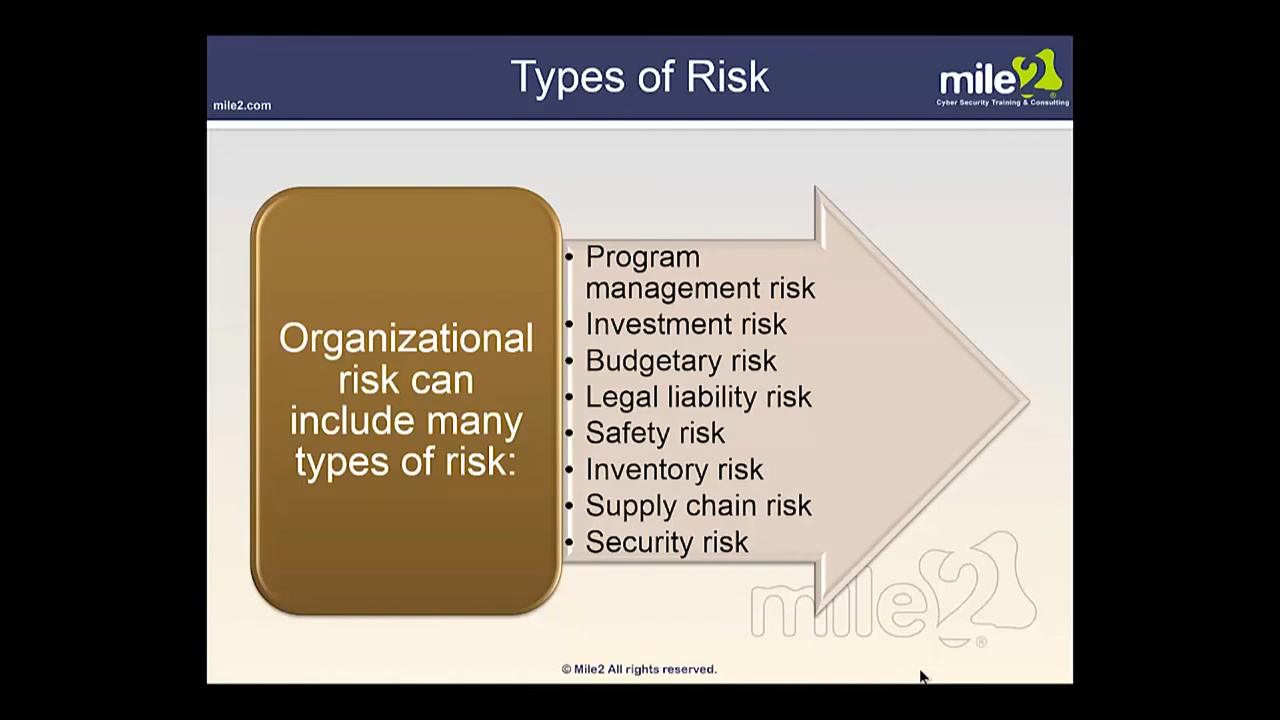 Types of Risk
mile2.com
mile2
Cyber Security Training & Consulting
Organizational
risk can
include many
types of risk:
• Program
management risk
• Investment risk
• Budgetary risk
• Legal liability risk
• Safety risk
• Inventory risk
• Supply chain risk
• Security risk
mile2®
© Mile2 All rights reserved.